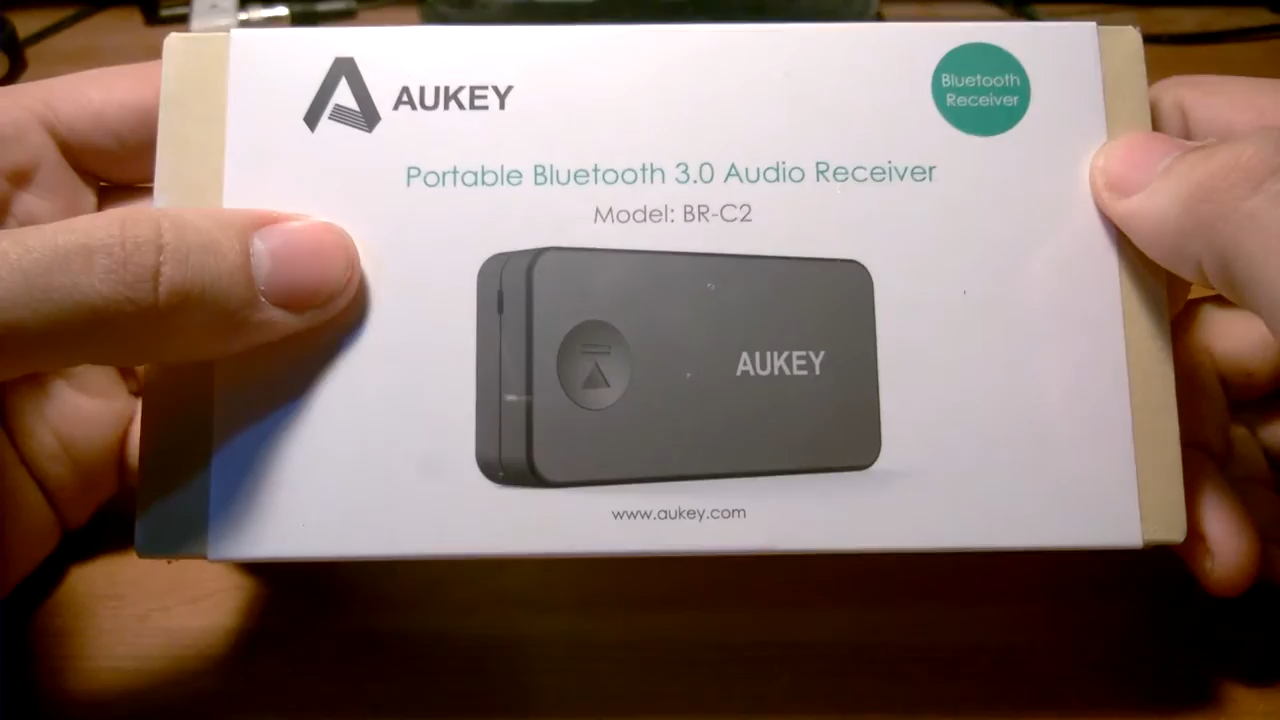 AUKEY
Bluetooth
Receiver
Portable Bluetooth 3.0 Audio Receiver
Model: BR-C2
AUKEY
www.aukey.com